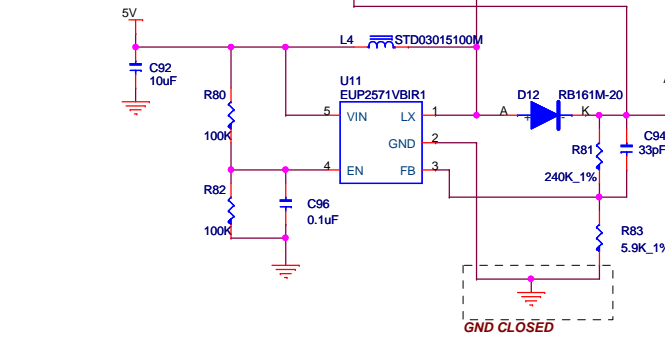 5V
L4
STD03015100M
C92
10uF
U11
EUP2571VBIR1
D12
RB161M-20
R80
100K
5
VIN
LX
1
A
K
GND
2
R81
C94
33pF
4
EN
FB
3
240K_1%
R82
100K
C96
0.1uF
R83
5.9K_1%
GND CLOSED